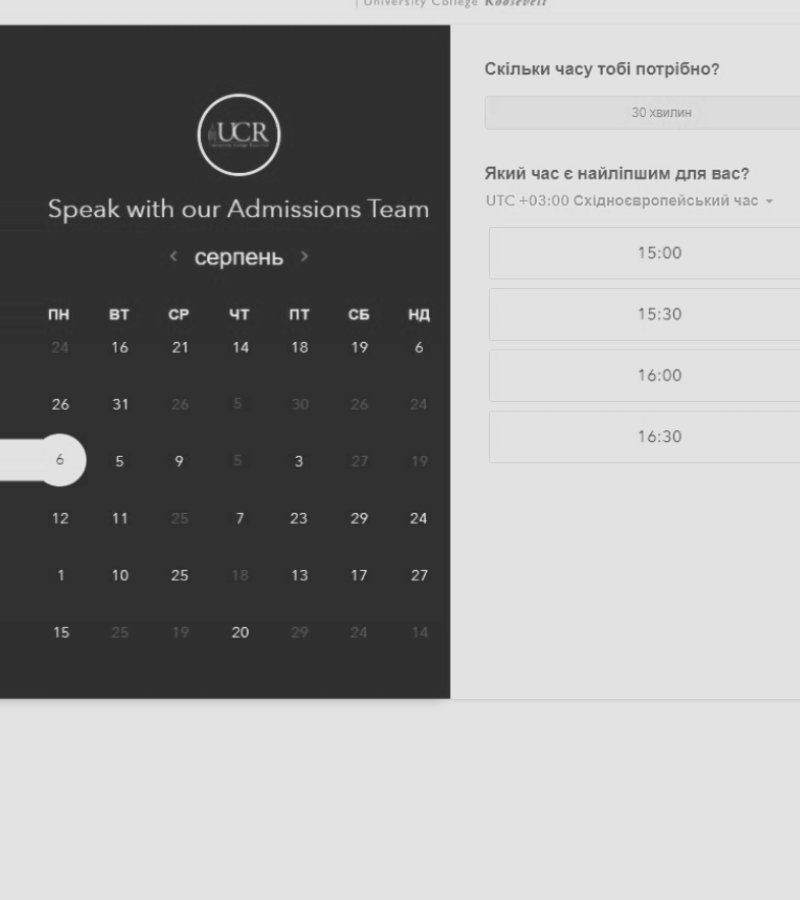 University College Roosevelt
UCR
Speak with our Admissions Team
серпень
ПН ВТ СР ЧТ ПТ СБ НД
24 16 21 14 18 19 6
26 31 26 5 30 26 24
6 5 9 5 3 27 19
12 11 25 7 23 29 24
1 10 25 18 13 17 27
15 25 19 20 29 24 14
Скільки часу тобі потрібно?
30 хвилин
Який час є найліпшим для вас?
UTC +03:00 Східноєвропейський час
15:00
15:30
16:00
16:30